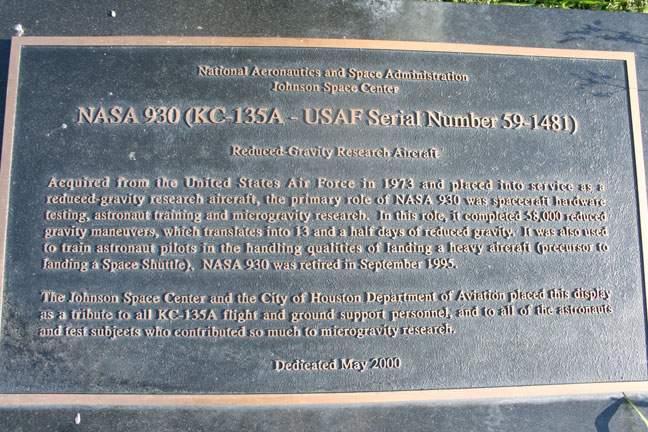 National Aeronautics and Space Administration
Johnson Space Center
NASA 930 (KC-135A - USAF Serial Number 59-1481)
Reduced-Gravity Research Aircraft
Acquired from the United States Air Force in 1973 and placed into service as a
reduced-gravity research aircraft, the primary role of NASA 930 was spacecraft hardware
testing, astronaut training and microgravity research. In this role, it completed 58,000 reduced
gravity maneuvers, which translates into 13 and a half days of reduced gravity. It was also used
to train astronaut pilots in the handling qualities of landing a heavy aircraft (precursor to
landing a Space Shuttle). NASA 930 was retired in September 1995.
The Johnson Space Center and the City of Houston Department of Aviation placed this display
as a tribute to all KC-135A flight and ground support personnel, and to all of the astronauts
and test subjects who contributed so much to microgravity research.
Dedicated May 2000